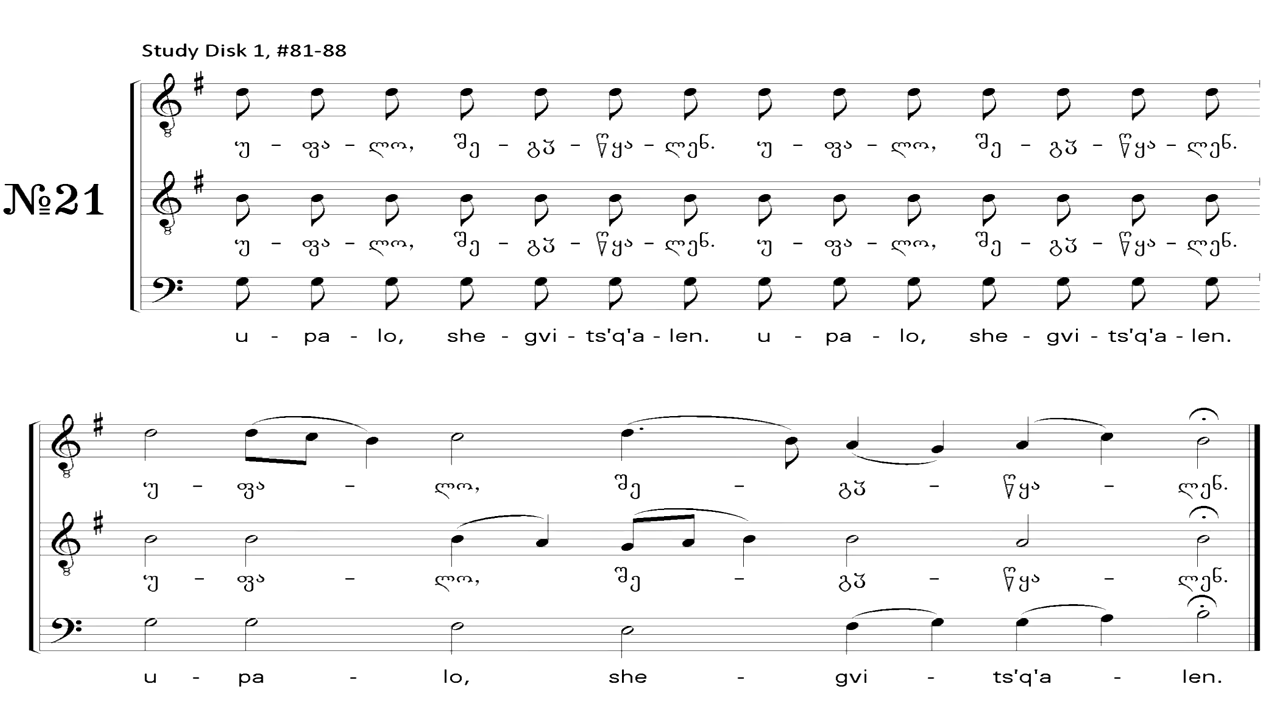 Study Disk 1, #81-88
უ – ფა – ლო, შე – გჳ – წყა – ლენ. უ – ფა – ლო, შე – გჳ – წყა – ლენ.
№21
უ – ფა – ლო, შე – გჳ – წყა – ლენ. უ – ფა – ლო, შე – გჳ – წყა – ლენ.
u - pa - lo, she - gvi - ts'q'a - len. u - pa - lo, she - gvi - ts'q'a - len.
უ – ფა – ლო, შე – გჳ – წყა – ლენ.
უ – ფა – ლო, შე – გჳ – წყა – ლენ.
u - pa - lo, she - gvi - ts'q'a - len.